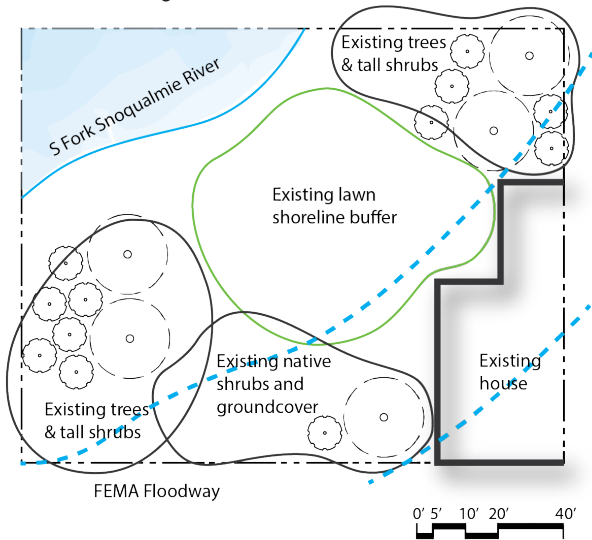 Existing trees
& tall shrubs
S Fork Snoqualmie River
Existing lawn
shoreline buffer
Existing native
shrubs and
groundcover
Existing
house
Existing trees
& tall shrubs
FEMA Floodway
0' 5' 10' 20' 40'